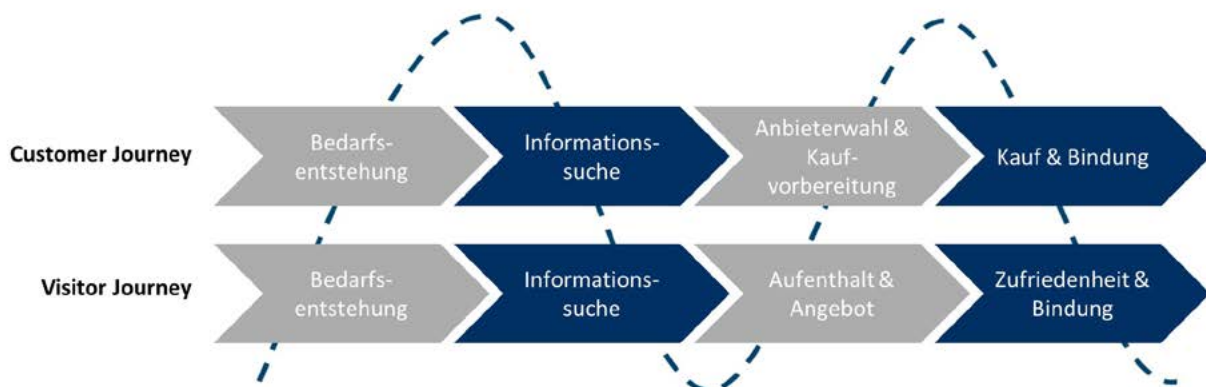 Customer Journey
Bedarfs-
entstehung
Informations-
suche
Anbieterwahl &
Kauf-
vorbereitung
Kauf & Bindung
Visitor Journey
Bedarfs-
entstehung
Informations-
suche
Aufenthalt &
Angebot
Zufriedenheit &
Bindung